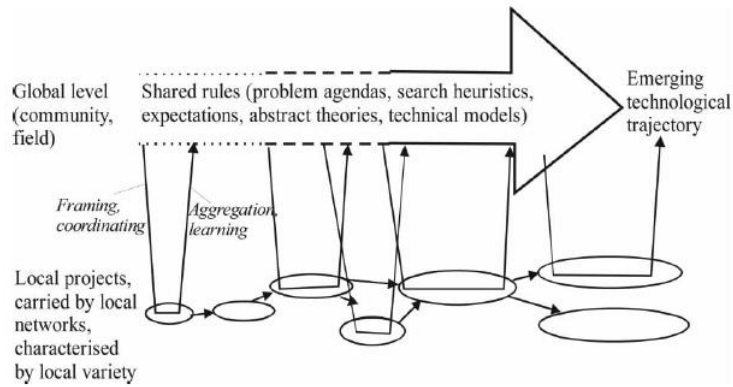 Global level
(community,
field)
Shared rules (problem agendas, search heuristics,
expectations, abstract theories, technical models)
Emerging
technological
trajectory
Framing,
coordinating
Aggregation,
learning
Local projects,
carried by local
networks,
characterised
by local variety